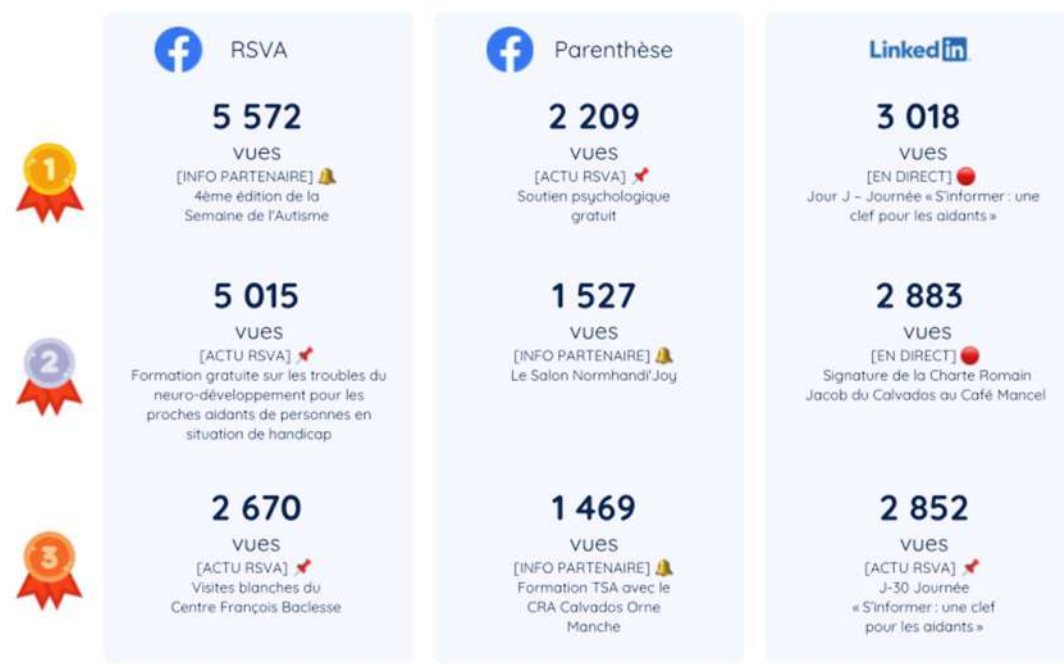 RSVA
5 572
vues
[INFO PARTENAIRE] 🔔
4ème édition de la
Semaine de l'Autisme
5 015
vues
[ACTU RSVA] 📌
Formation gratuite sur les troubles du
neuro-développement pour les
proches aidants de personnes en
situation de handicap
2 670
vues
[ACTU RSVA] 📌
Visites blanches du
Centre François Baclesse
Parenthèse
2 209
vues
[ACTU RSVA] 📌
Soutien psychologique
gratuit
1 527
vues
[INFO PARTENAIRE] 🔔
Le Salon Normhandi'Joy
1 469
vues
[INFO PARTENAIRE] 🔔
Formation TSA avec le
CRA Calvados Orne
Manche
Linked in
3 018
vues
[EN DIRECT] 🔴
Jour J – Journée « S'informer : une
clef pour les aidants »
2 883
vues
[EN DIRECT] 🔴
Signature de la Charte Romain
Jacob du Calvados au Café Mancel
2 852
vues
[ACTU RSVA] 📌
J-30 Journée
« S'informer : une clef
pour les aidants »
1
2
3